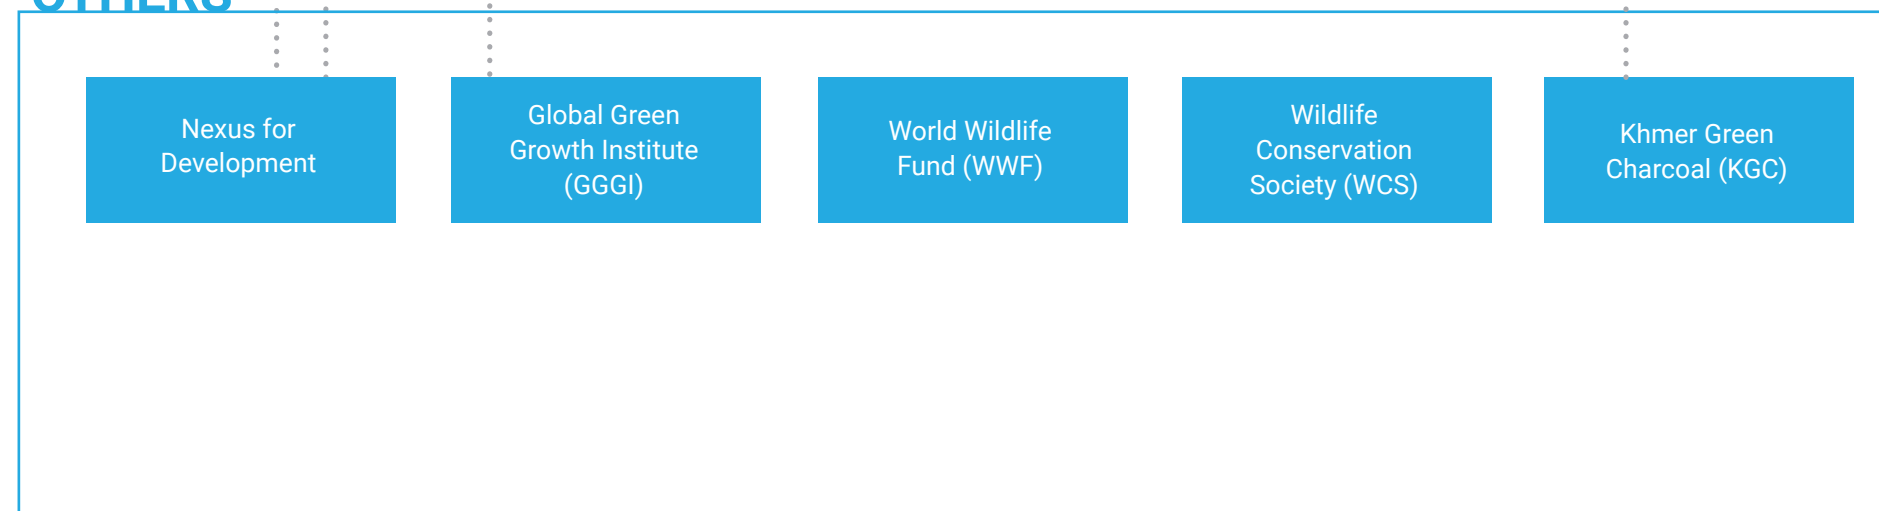 OTHERS
Nexus for
Development
Global Green
Growth Institute
(GGGI)
World Wildlife
Fund (WWF)
Wildlife
Conservation
Society (WCS)
Khmer Green
Charcoal (KGC)